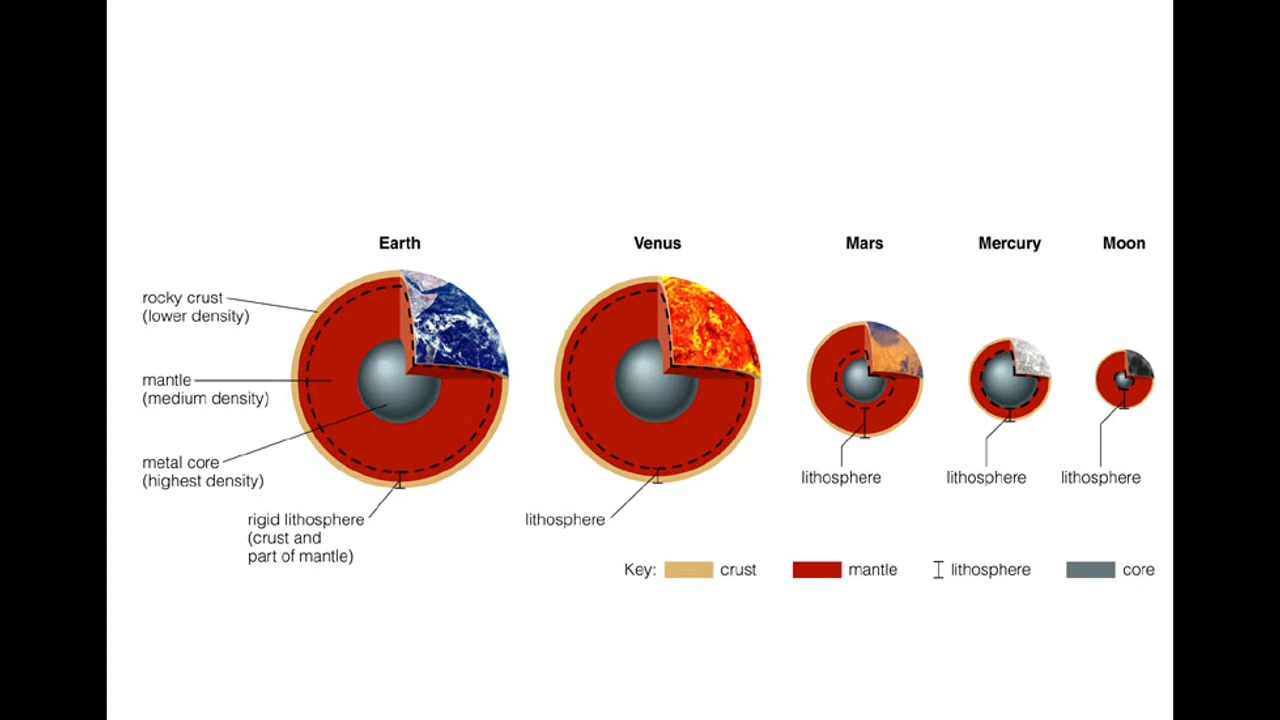 Earth
Venus
Mars
Mercury
Moon
rocky crust
(lower density)
mantle
(medium density)
metal core
(highest density)
rigid lithosphere
(crust and
part of mantle)
lithosphere
lithosphere
lithosphere
lithosphere
Key: crust mantle lithosphere core